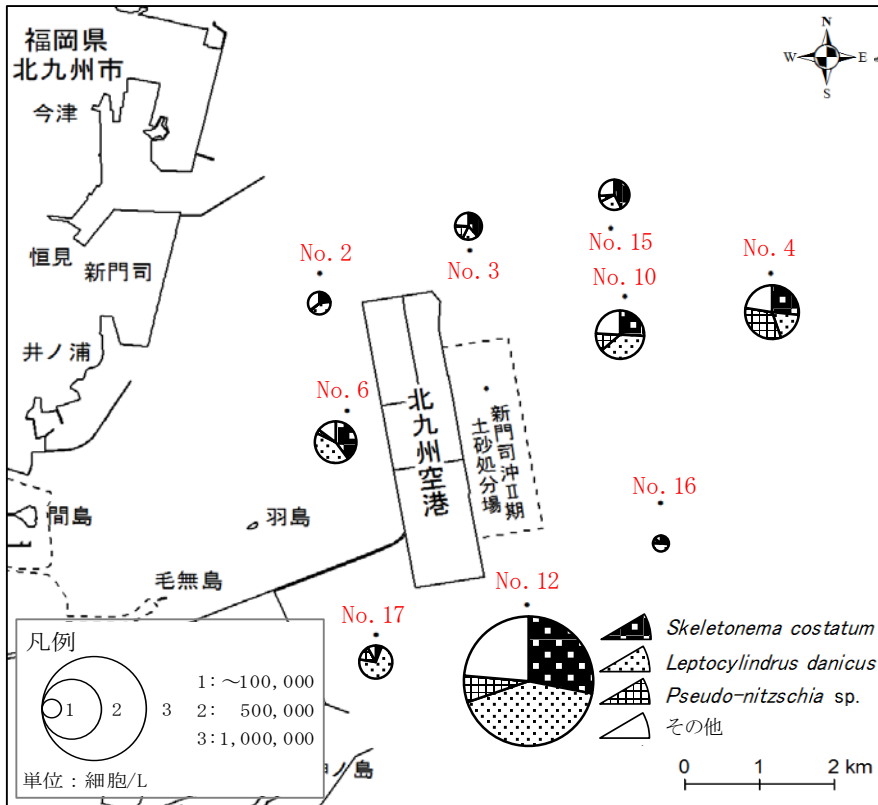 福岡県
北九州市
今津
恒見
新門司
井ノ浦
間島
毛無島
羽島
北九州空港
新門司沖Ⅱ期
土砂処分場
N
W
E
S
No. 2
No. 3
No. 15
No. 10
No. 4
No. 6
No. 16
No. 12
No. 17
凡例
1
2
3
1:~100,000
2: 500,000
3:1,000,000
単位:細胞/L
ノ島
Skeletonema costatum
Leptocylindrus danicus
Pseudo-nitzschia sp.
その他
0 1 2 km